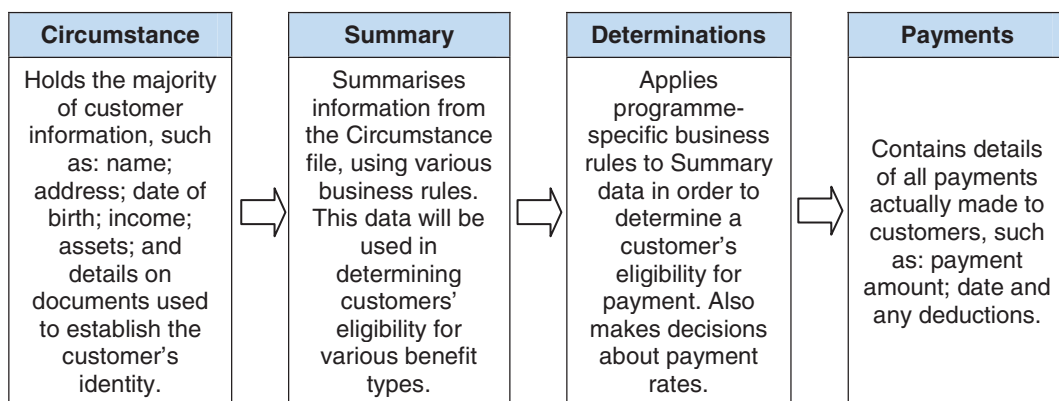 Circumstance
Holds the majority
of customer
information, such
as: name;
address; date of
birth; income;
assets; and
details on
documents used
to establish the
customer's
identity.
Summary
Summarises
information from
the Circumstance
file, using various
business rules.
This data will be
used in
determining
customers'
eligibility for
various benefit
types.
Determinations
Applies
programme-
specific business
rules to Summary
data in order to
determine a
customer's
eligibility for
payment. Also
makes decisions
about payment
rates.
Payments
Contains details
of all payments
actually made to
customers, such
as: payment
amount; date and
any deductions.